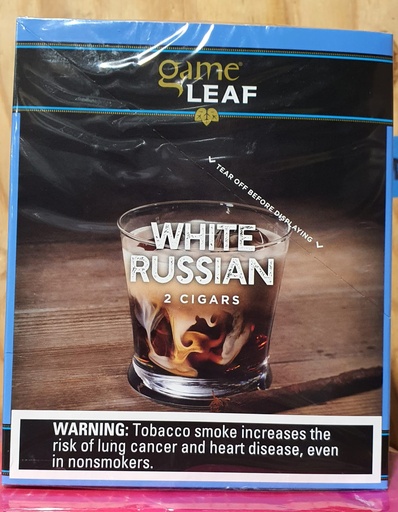 game
LEAF
TEAR OFF BEFORE DISPLAYING
WHITE
RUSSIAN
2 CIGARS
WARNING: Tobacco smoke increases the
risk of lung cancer and heart disease, even
in nonsmokers.